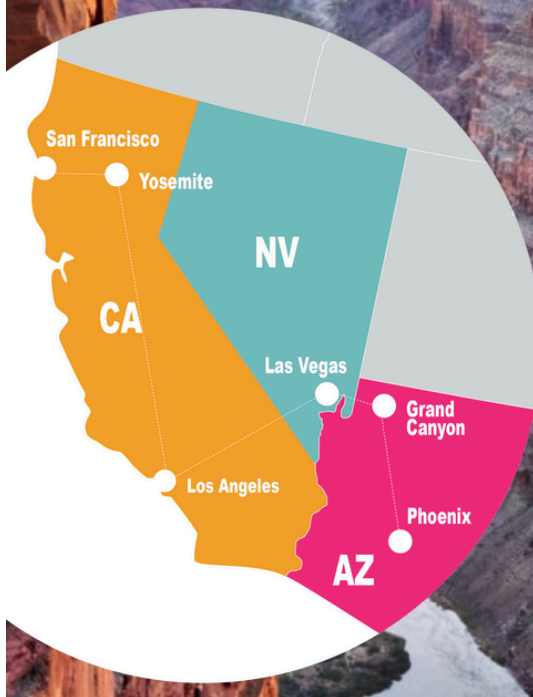 San Francisco
Yosemite
NV
CA
Las Vegas
Grand
Canyon
Los Angeles
Phoenix
AZ